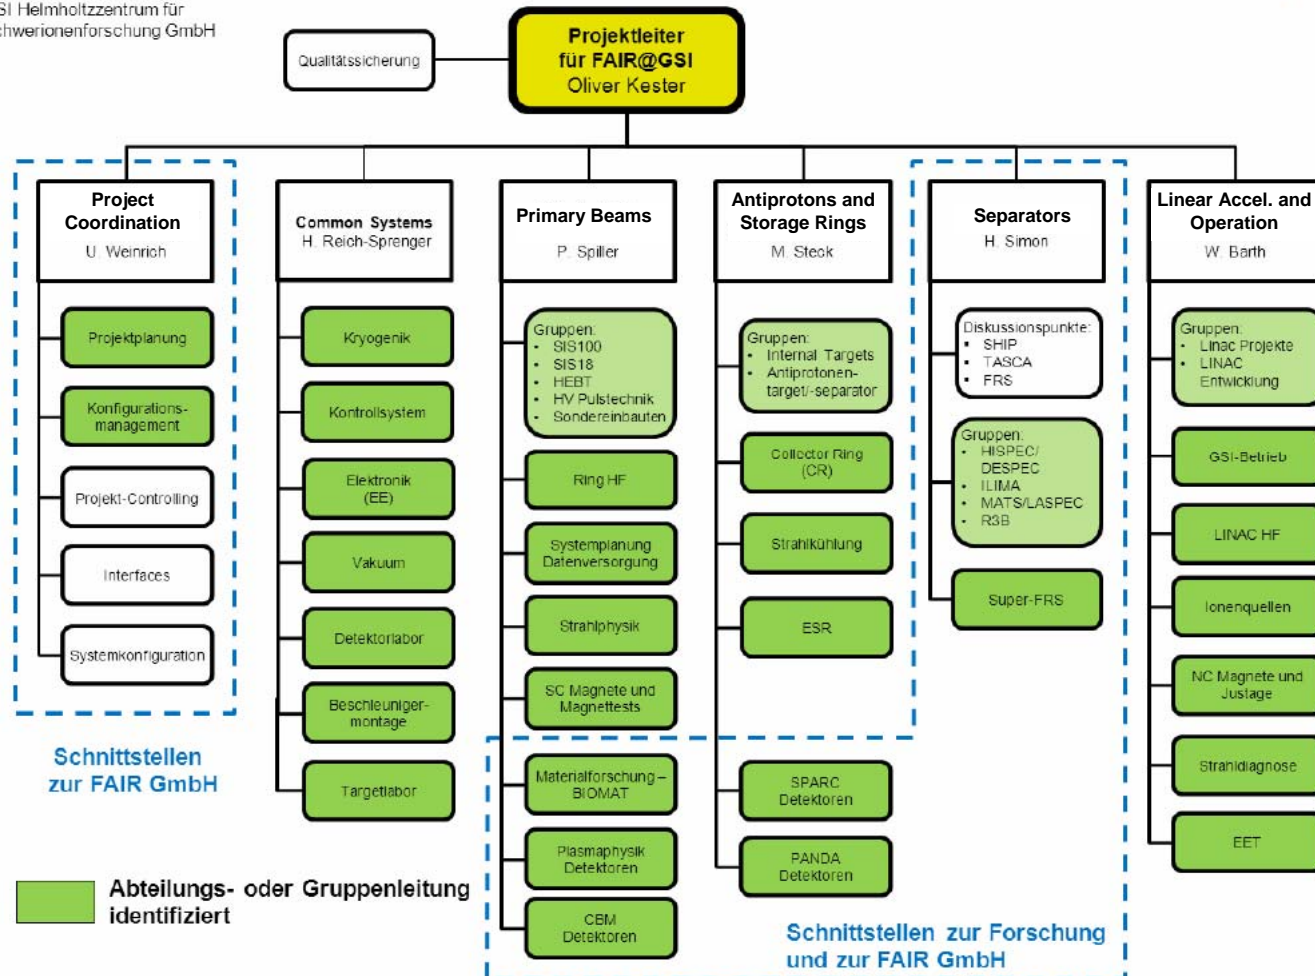 SI Helmholtzzentrum für
chwerionenforschung GmbH
Qualitätssicherung
Projektleiter
für FAIR@GSI
Oliver Kester
Project
Coordination
U. Weinrich
Projektplanung
Konfigurations-
management
Projekt-Controlling
Interfaces
Systemkonfiguration
Schnittstellen
zur FAIR GmbH
Common Systems
H. Reich-Sprenger
Kryogenik
Kontrollsystem
Elektronik
(EE)
Vakuum
Detektorlabor
Beschleuniger-
montage
Targetlabor
Primary Beams
P. Spiller
Gruppen:
• SIS100
• SIS18
• HEBT
• HV Pulstechnik
• Sondereinbauten
Ring HF
Systemplanung
Datenversorgung
Strahlphysik
SC Magnete und
Magnettests
Materialforschung –
BIOMAT
Plasmaphysik
Detektoren
CBM
Detektoren
Antiprotons and
Storage Rings
M. Steck
Gruppen:
• Internal Targets
• Antiprotonen-
target/-separator
Collector Ring
(CR)
Strahlkühlung
ESR
SPARC
Detektoren
PANDA
Detektoren
Separators
H. Simon
Diskussionspunkte:
▪ SHIP
▪ TASCA
▪ FRS
Gruppen:
• HISPEC/
DESPEC
• ILIMA
• MATS/LASPEC
• R3B
Super-FRS
Linear Accel. and
Operation
W. Barth
Gruppen:
• Linac Projekte
• LINAC
Entwicklung
GSI-Betrieb
LINAC HF
Ionenquellen
NC Magnete und
Justage
Strahldiagnose
EET
Abteilungs- oder Gruppenleitung
identifiziert
Schnittstellen zur Forschung
und zur FAIR GmbH